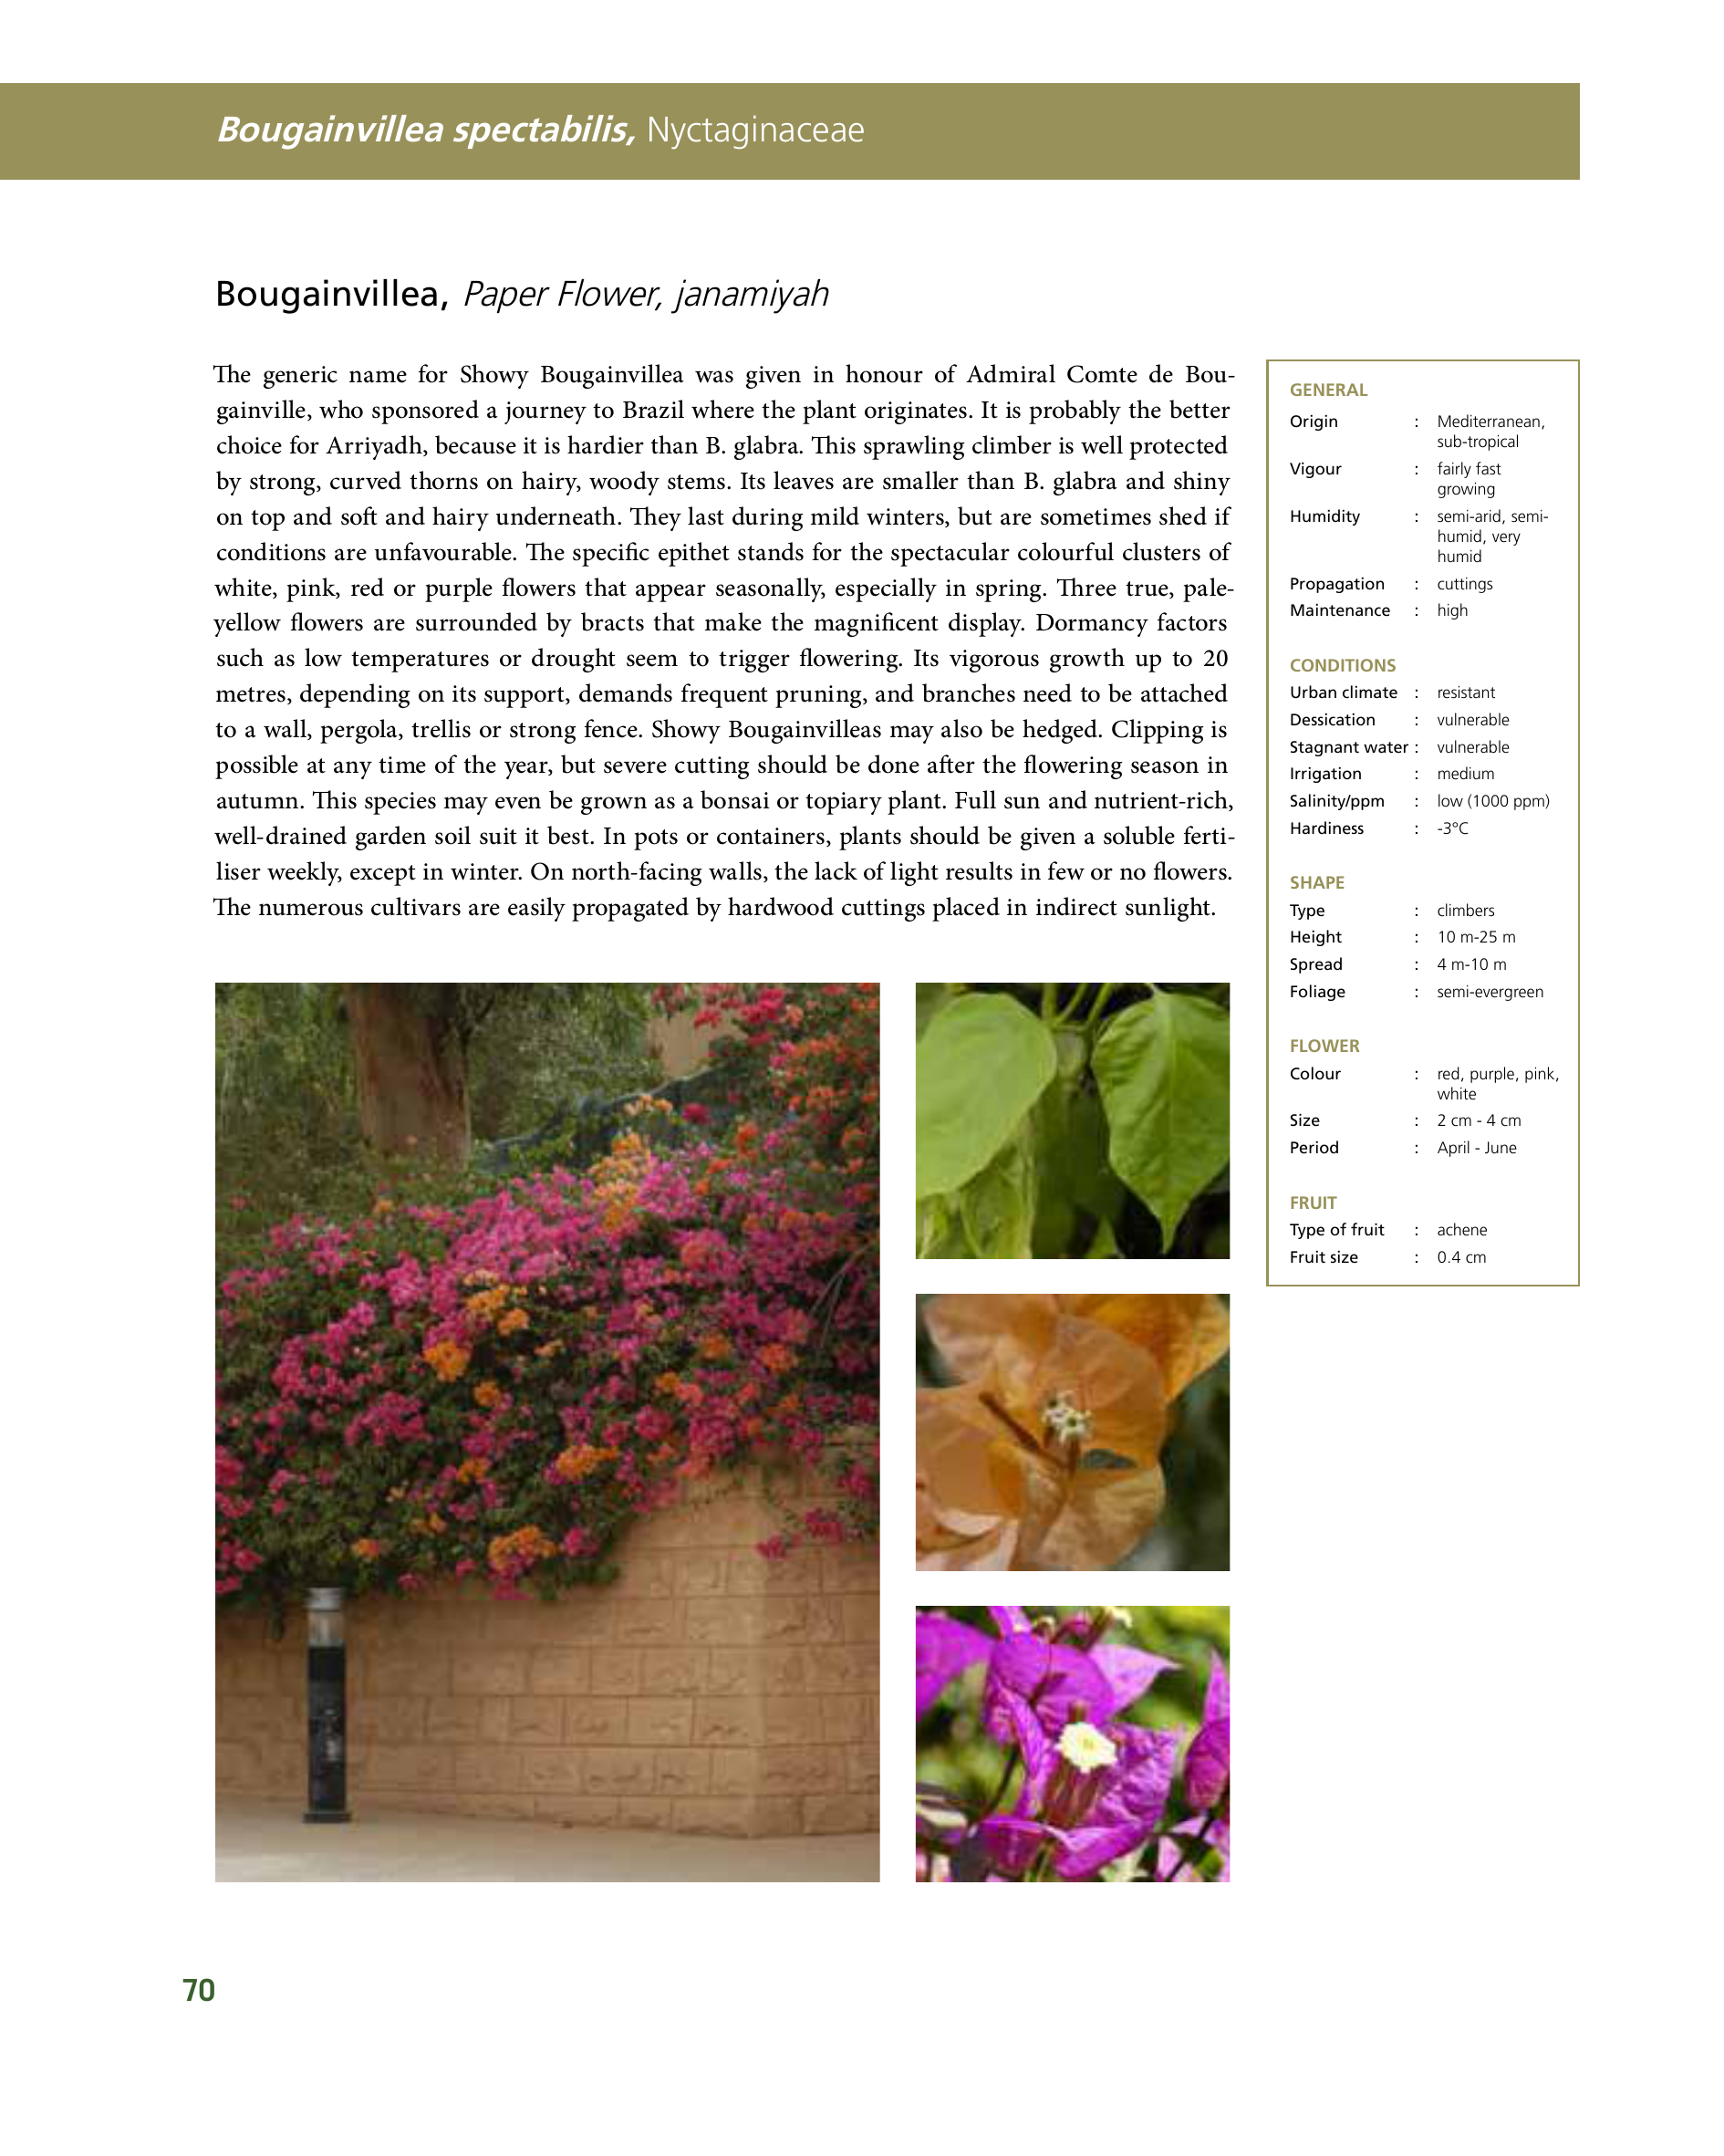 Bougainvillea spectabilis, Nyctaginaceae
Bougainvillea, Paper Flower, janamiyah
The generic name for Showy Bougainvillea was given in honour of Admiral Comte de Bou-
gainville, who sponsored a journey to Brazil where the plant originates. It is probably the better
choice for Arriyadh, because it is hardier than B. glabra. This sprawling climber is well protected
by strong, curved thorns on hairy, woody stems. Its leaves are smaller than B. glabra and shiny
on top and soft and hairy underneath. They last during mild winters, but are sometimes shed if
conditions are unfavourable. The specific epithet stands for the spectacular colourful clusters of
white, pink, red or purple flowers that appear seasonally, especially in spring. Three true, pale-
yellow flowers are surrounded by bracts that make the magnificent display. Dormancy factors
such as low temperatures or drought seem to trigger flowering. Its vigorous growth up to 20
metres, depending on its support, demands frequent pruning, and branches need to be attached
to a wall, pergola, trellis or strong fence. Showy Bougainvilleas may also be hedged. Clipping is
possible at any time of the year, but severe cutting should be done after the flowering season in
autumn. This species may even be grown as a bonsai or topiary plant. Full sun and nutrient-rich,
well-drained garden soil suit it best. In pots or containers, plants should be given a soluble ferti-
liser weekly, except in winter. On north-facing walls, the lack of light results in few or no flowers.
The numerous cultivars are easily propagated by hardwood cuttings placed in indirect sunlight.
GENERAL
Origin : Mediterranean,
sub-tropical
Vigour : fairly fast
growing
Humidity : semi-arid, semi-
humid, very
humid
Propagation : cuttings
Maintenance : high
CONDITIONS
Urban climate : resistant
Dessication : vulnerable
Stagnant water : vulnerable
Irrigation : medium
Salinity/ppm : low (1000 ppm)
Hardiness : -3°C
SHAPE
Type : climbers
Height : 10 m-25 m
Spread : 4 m-10 m
Foliage : semi-evergreen
FLOWER
Colour : red, purple, pink,
white
Size : 2 cm - 4 cm
Period : April - June
FRUIT
Type of fruit : achene
Fruit size : 0.4 cm
70